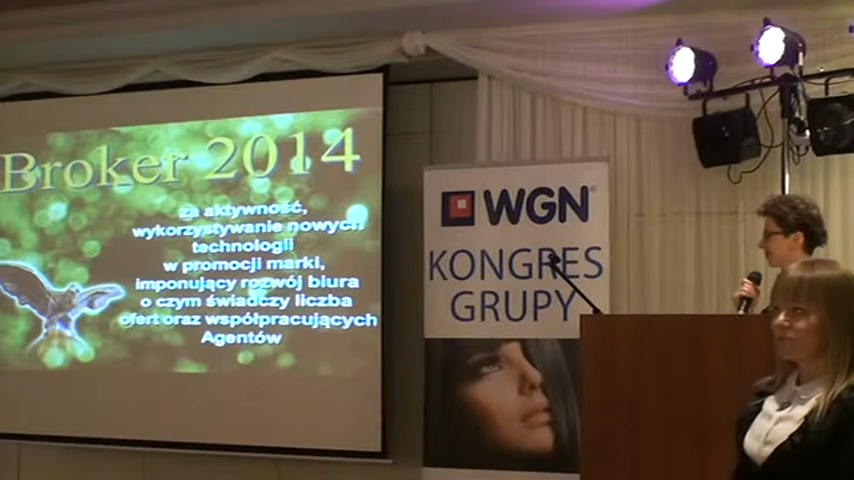 Broker 2014
za aktywność,
wykorzystywanie nowych
technologii
w promocji marki,
imponujący rozwój biura
o czym świadczy liczba
ofert oraz współpracujących
Agentów
WGN®
KONGRES
GRUPY